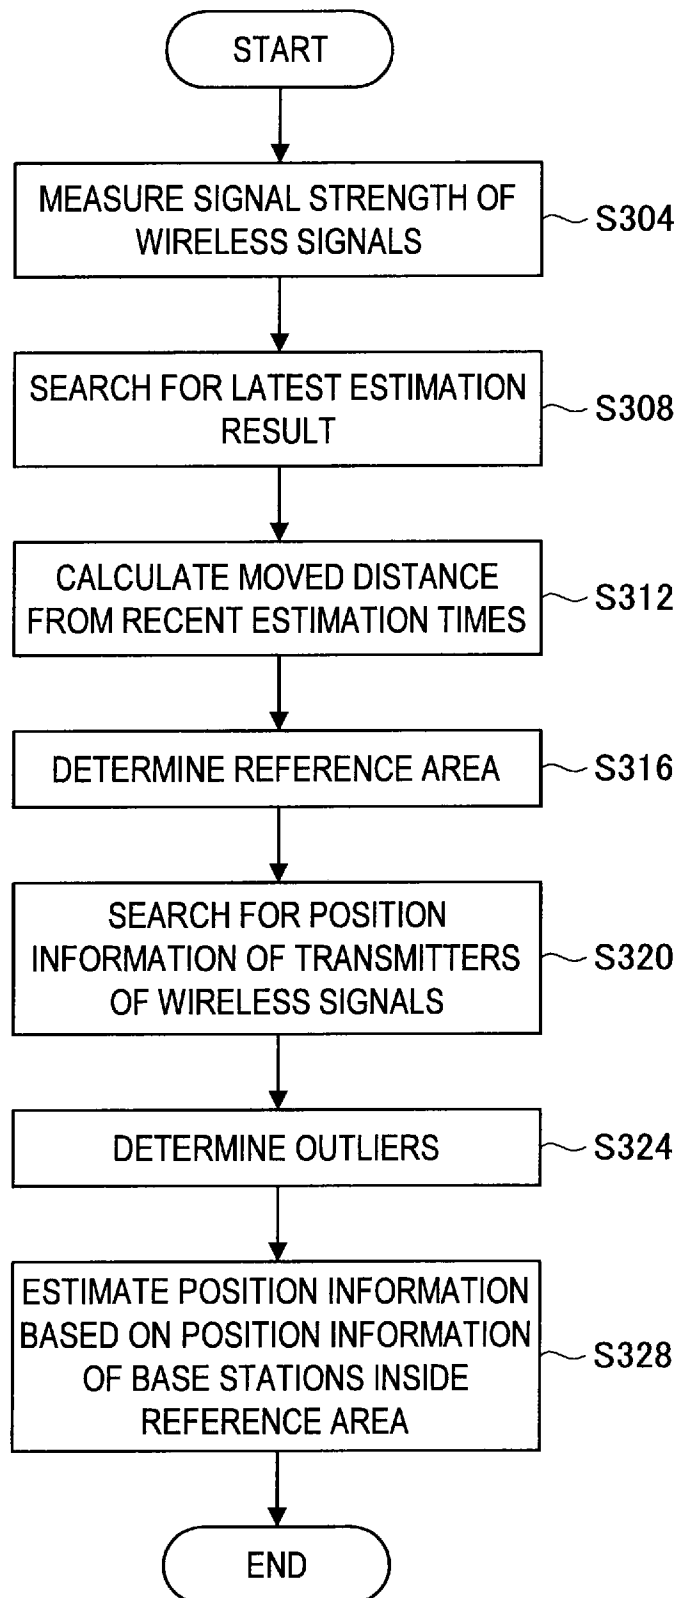 START
MEASURE SIGNAL STRENGTH OF
WIRELESS SIGNALS
S304
SEARCH FOR LATEST ESTIMATION
RESULT
S308
CALCULATE MOVED DISTANCE
FROM RECENT ESTIMATION TIMES
S312
DETERMINE REFERENCE AREA
S316
SEARCH FOR POSITION
INFORMATION OF TRANSMITTERS
OF WIRELESS SIGNALS
S320
DETERMINE OUTLIERS
S324
ESTIMATE POSITION INFORMATION
BASED ON POSITION INFORMATION
OF BASE STATIONS INSIDE
REFERENCE AREA
S328
END